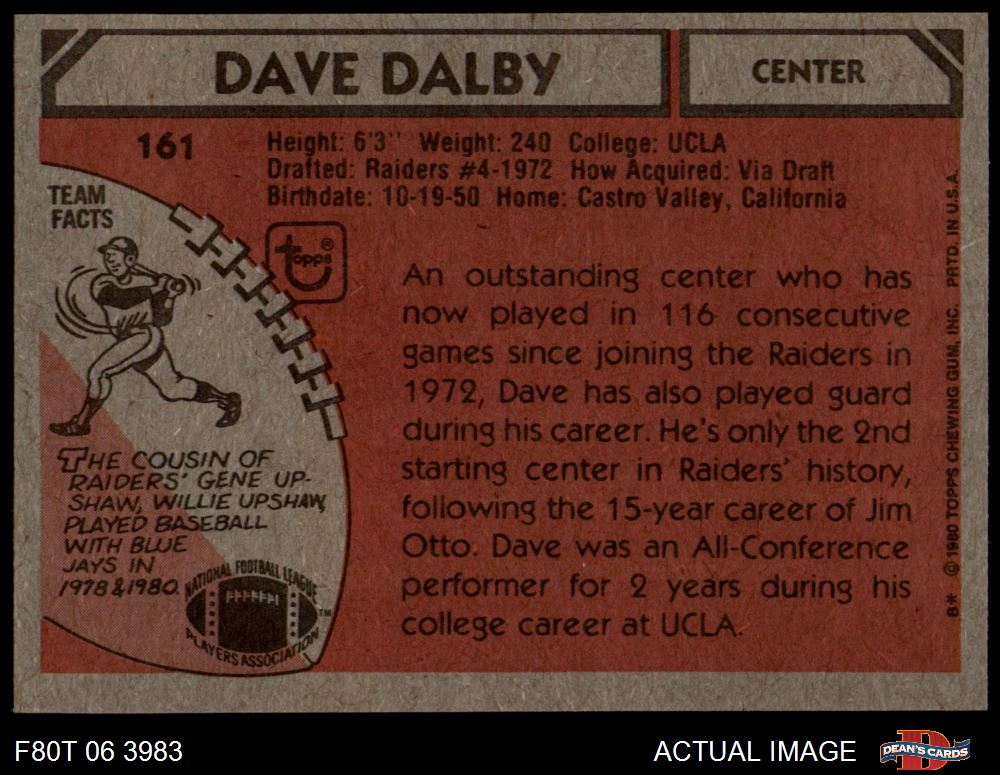 DAVE DALBY
CENTER
161
Height: 6'3" Weight: 240 College: UCLA
Drafted: Raiders #4-1972 How Acquired: Via Draft
Birthdate: 10-19-50 Home: Castro Valley, California
TEAM
FACTS
topps®
An outstanding center who has
now played in 116 consecutive
games since joining the Raiders in
1972, Dave has also played guard
during his career. He's only the 2nd
starting center in Raiders' history,
following the 15-year career of Jim
Otto. Dave was an All-Conference
performer for 2 years during his
college career at UCLA.
THE COUSIN OF
RAIDERS' GENE UP-
SHAW, WILLIE UPSHAW,
PLAYED BASEBALL
WITH BLUE
JAYS IN
1978 & 1980.
NATIONAL FOOTBALL LEAGUE
PLAYERS ASSOCIATION
TM
B* © 1980 TOPPS CHEWING GUM, INC. PRTD. IN U.S.A.
F80T 06 3983
ACTUAL IMAGE
D
DEAN'S CARDS